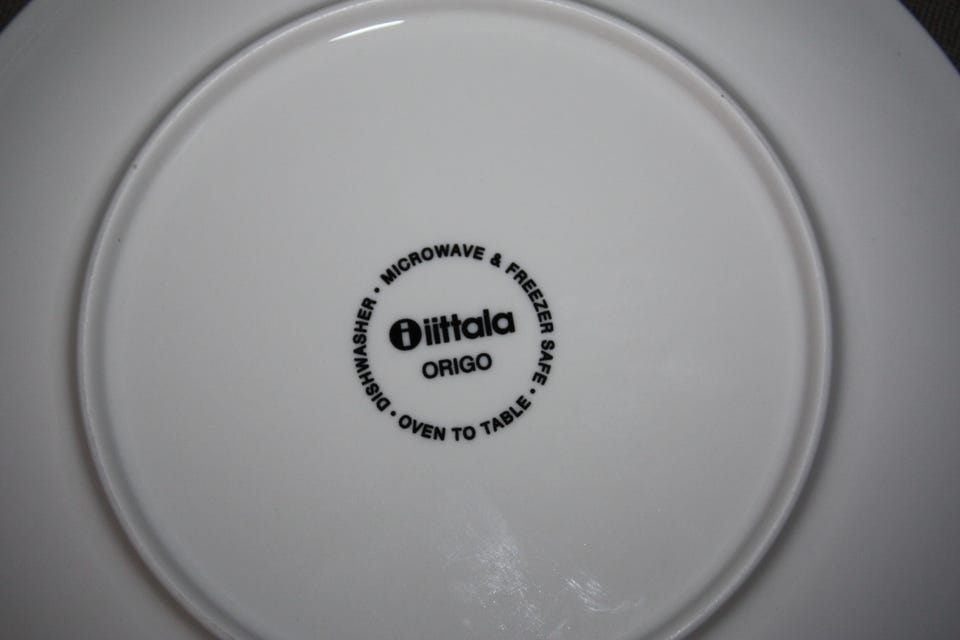 DISHWASHER • MICROWAVE & FREEZER SAFE • OVEN TO TABLE •
i iittala
ORIGO